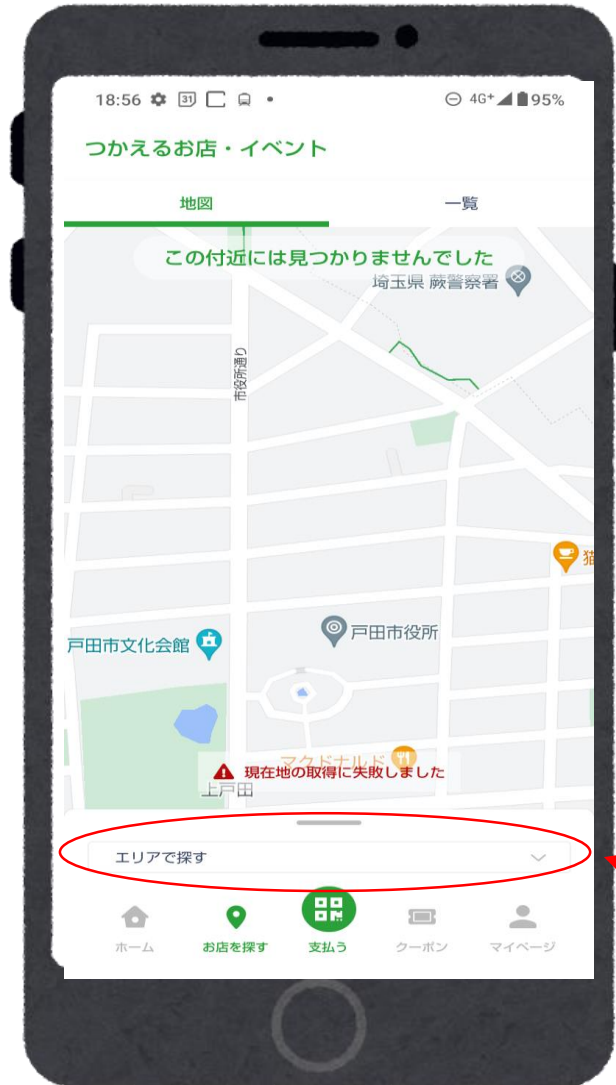 18:56 31 4G+ 95%
つかえるお店・イベント
地図 一覧
この付近には見つかりませんでした
埼玉県 蕨警察署
市役所通り
猫
戸田市役所
戸田市文化会館
マクドナルド
現在地の取得に失敗しました
上戸田
エリアで探す
ホーム お店を探す 支払う クーポン マイページ